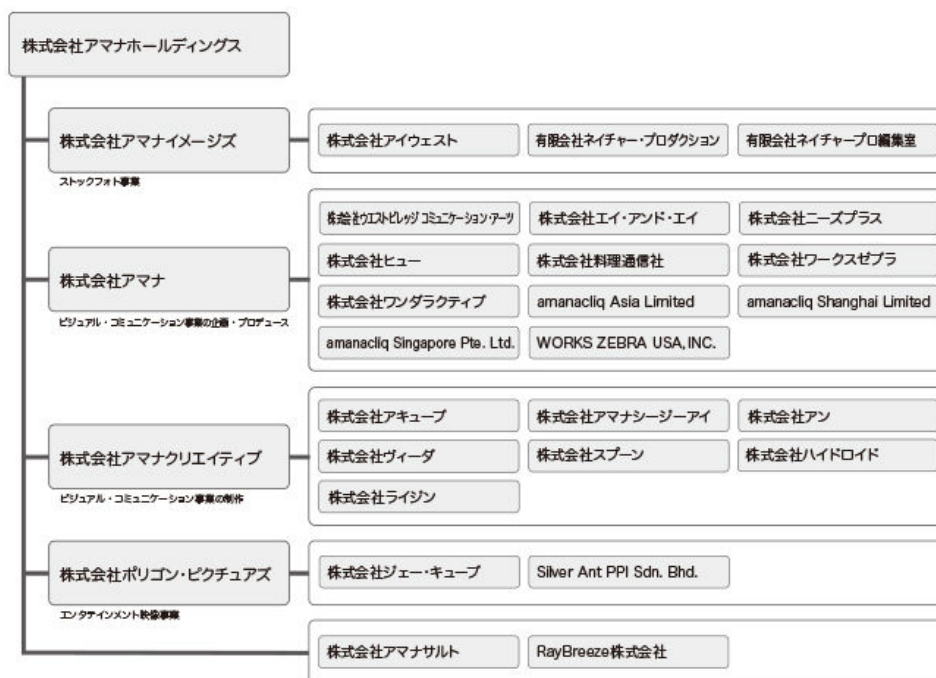 株式会社アマナホールディングス
株式会社アマナイメージズ
ストックフォト事業
株式会社アイウェスト
有限会社ネイチャー・プロダクション
有限会社ネイチャープロ編集室
株式会社アマナ
ビジュアル・コミュニケーション事業の企画・プロデュース
株式会社ウエストビレッジ コミュニケーション・アーツ
株式会社エイ・アンド・エイ
株式会社ニーズプラス
株式会社ヒュー
株式会社料理通信社
株式会社ワークスゼブラ
株式会社ワンダラクティブ
amanacliq Asia Limited
amanacliq Shanghai Limited
amanacliq Singapore Pte. Ltd.
WORKS ZEBRA USA, INC.
株式会社アマナクリエイティブ
ビジュアル・コミュニケーション事業の制作
株式会社アキューブ
株式会社アマナシージーアイ
株式会社アン
株式会社ヴィーダ
株式会社スプーン
株式会社ハイドロイド
株式会社ライジン
株式会社ポリゴン・ピクチュアズ
エンタテインメント映像事業
株式会社ジェー・キューブ
Silver Ant PPI Sdn. Bhd.
株式会社アマナサルト
RayBreeze株式会社